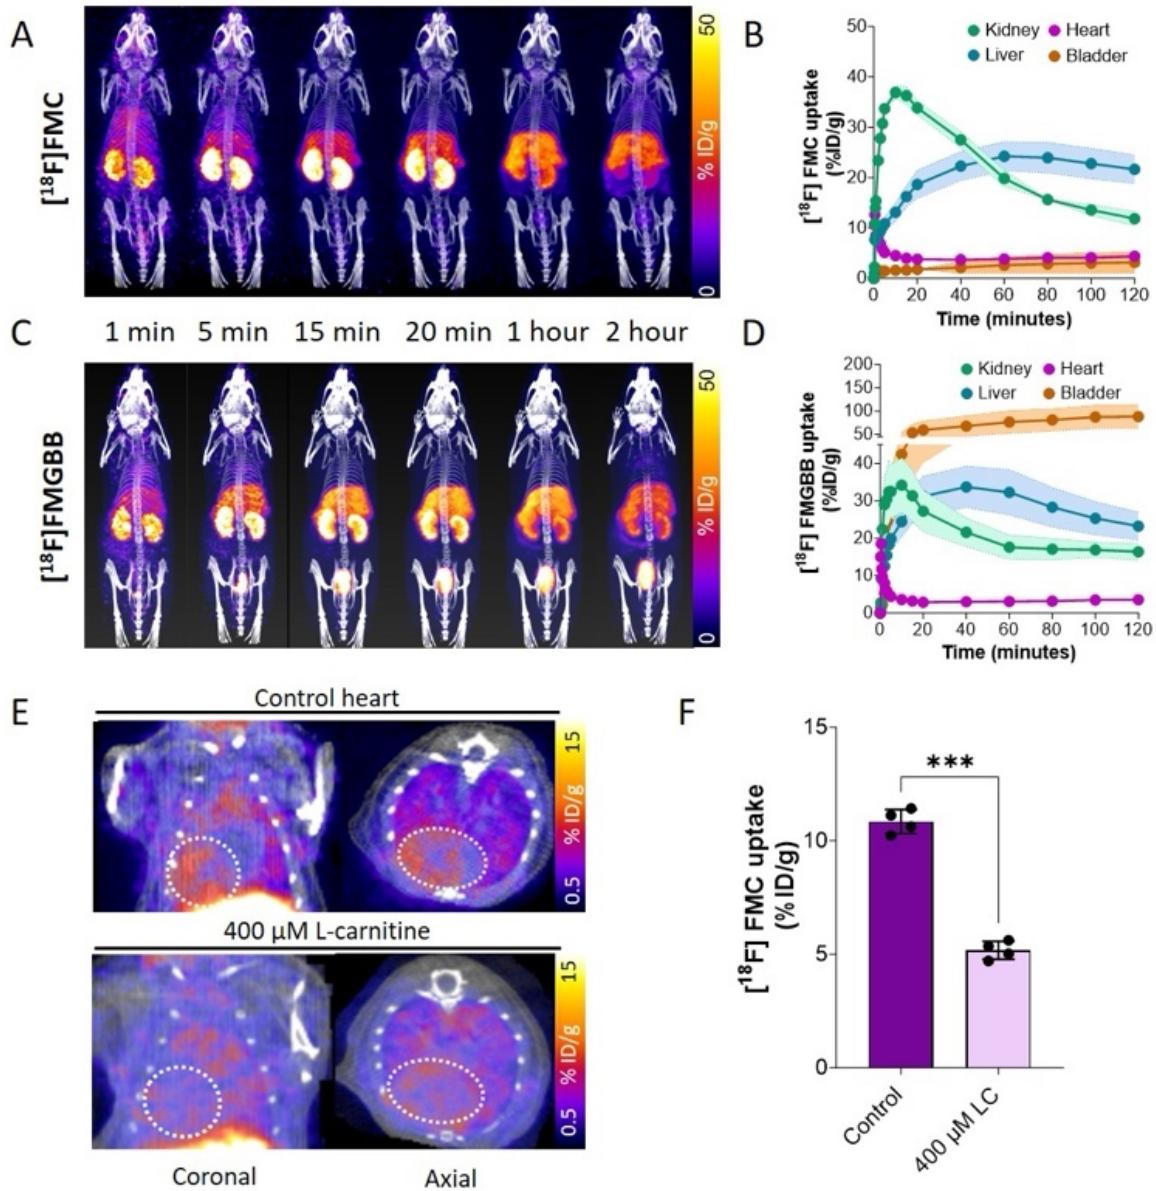 A
[¹⁸F]FMC
50
% ID/g
0
B
Kidney
Heart
Liver
Bladder
[¹⁸F] FMC uptake
(%ID/g)
50
40
30
20
10
0
0 20 40 60 80 100 120
Time (minutes)
C
1 min 5 min 15 min 20 min 1 hour 2 hour
[¹⁸F]FMGBB
50
% ID/g
0
D
Kidney
Heart
Liver
Bladder
[¹⁸F] FMGBB uptake
(%ID/g)
200
150
100
50
40
30
20
10
0
0 20 40 60 80 100 120
Time (minutes)
E
Control heart
15
% ID/g
0.5
400 µM L-carnitine
15
% ID/g
0.5
Coronal
Axial
F
[¹⁸F] FMC uptake
(% ID/g)
15
10
5
0
***
Control
400 µM LC